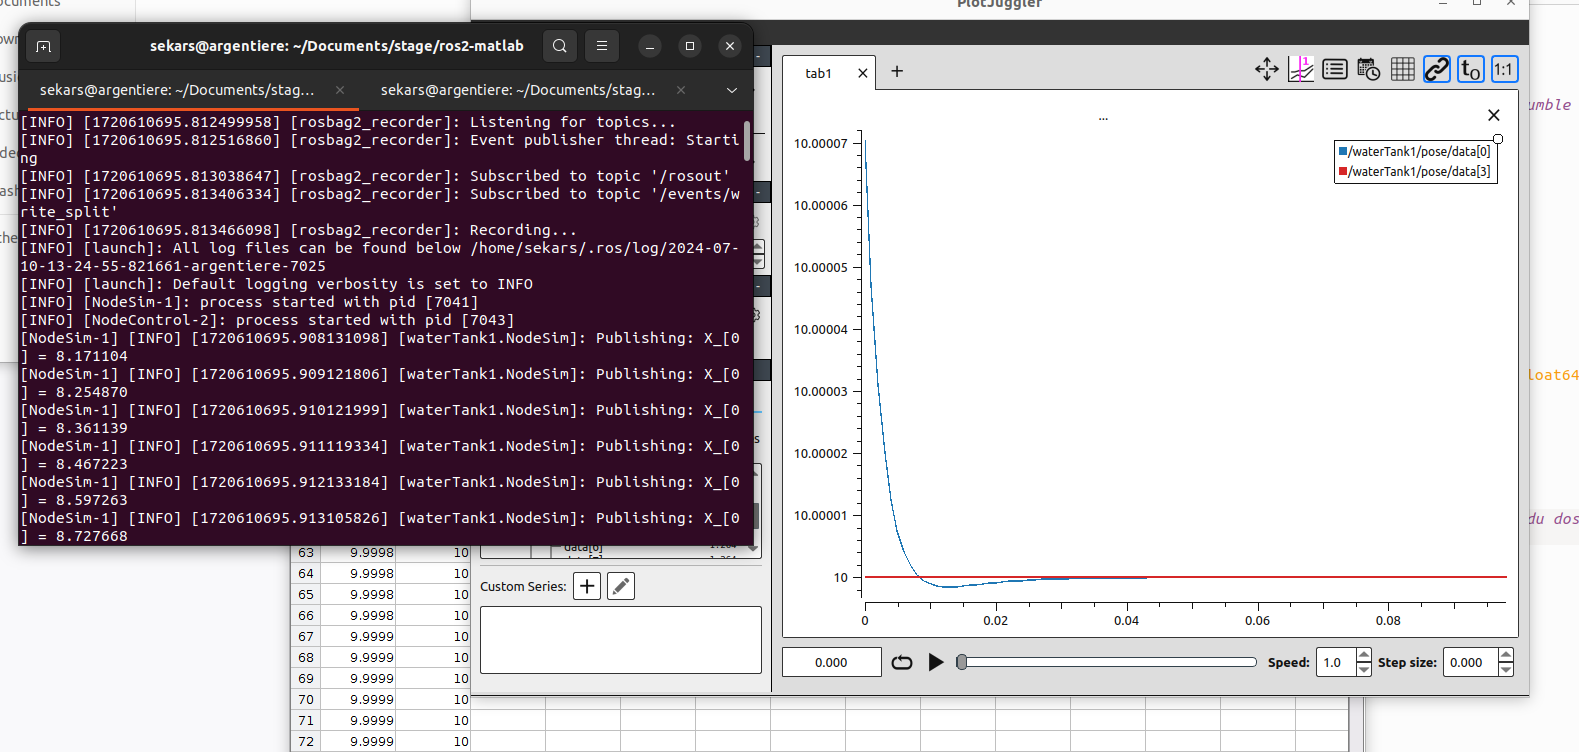 PlotJuggler
sekars@argentiere: ~/Documents/stage/ros2-matlab
sekars@argentiere: ~/Documents/stag...
sekars@argentiere: ~/Documents/stag...
[INFO] [1720610695.812499958] [rosbag2_recorder]: Listening for topics...
[INFO] [1720610695.812516860] [rosbag2_recorder]: Event publisher thread: Starti
ng
[INFO] [1720610695.813038647] [rosbag2_recorder]: Subscribed to topic '/rosout'
[INFO] [1720610695.813406334] [rosbag2_recorder]: Subscribed to topic '/events/w
rite_split'
[INFO] [1720610695.813466098] [rosbag2_recorder]: Recording...
[INFO] [launch]: All log files can be found below /home/sekars/.ros/log/2024-07-
10-13-24-55-821661-argentiere-7025
[INFO] [launch]: Default logging verbosity is set to INFO
[INFO] [NodeSim-1]: process started with pid [7041]
[INFO] [NodeControl-2]: process started with pid [7043]
[NodeSim-1] [INFO] [1720610695.908131098] [waterTank1.NodeSim]: Publishing: X_[0
] = 8.171104
[NodeSim-1] [INFO] [1720610695.909121806] [waterTank1.NodeSim]: Publishing: X_[0
] = 8.254870
[NodeSim-1] [INFO] [1720610695.910121999] [waterTank1.NodeSim]: Publishing: X_[0
] = 8.361139
[NodeSim-1] [INFO] [1720610695.911119334] [waterTank1.NodeSim]: Publishing: X_[0
] = 8.467223
[NodeSim-1] [INFO] [1720610695.912133184] [waterTank1.NodeSim]: Publishing: X_[0
] = 8.597263
[NodeSim-1] [INFO] [1720610695.913105826] [waterTank1.NodeSim]: Publishing: X_[0
] = 8.727668
63 9.9998 10
64 9.9998 10
65 9.9998 10
66 9.9998 10
67 9.9999 10
68 9.9999 10
69 9.9999 10
70 9.9999 10
71 9.9999 10
72 9.9999 10
Custom Series:
tab1
1:1
...
/waterTank1/pose/data[0]
/waterTank1/pose/data[3]
10.00007
10.00006
10.00005
10.00004
10.00003
10.00002
10.00001
10
0 0.02 0.04 0.06 0.08
0.000
Speed: 1.0 Step size: 0.000
umble
loat64
du dos